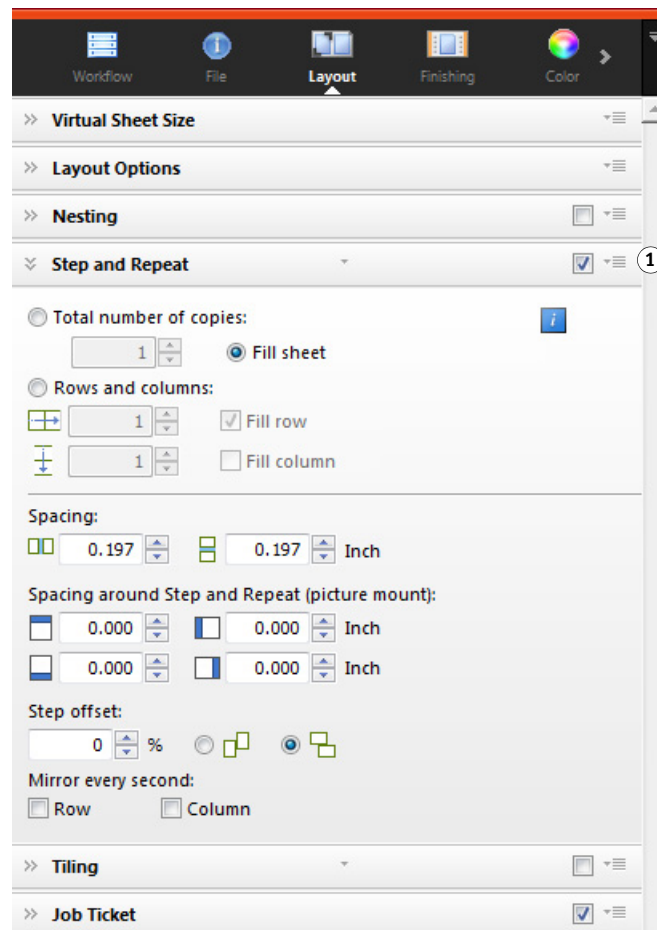 Workflow File Layout Finishing Color
Virtual Sheet Size
Layout Options
Nesting
Step and Repeat 1
Total number of copies: i
1 Fill sheet
Rows and columns:
1 Fill row
1 Fill column
Spacing:
0.197 0.197 Inch
Spacing around Step and Repeat (picture mount):
0.000 0.000 Inch
0.000 0.000 Inch
Step offset:
0 %
Mirror every second:
Row Column
Tiling
Job Ticket